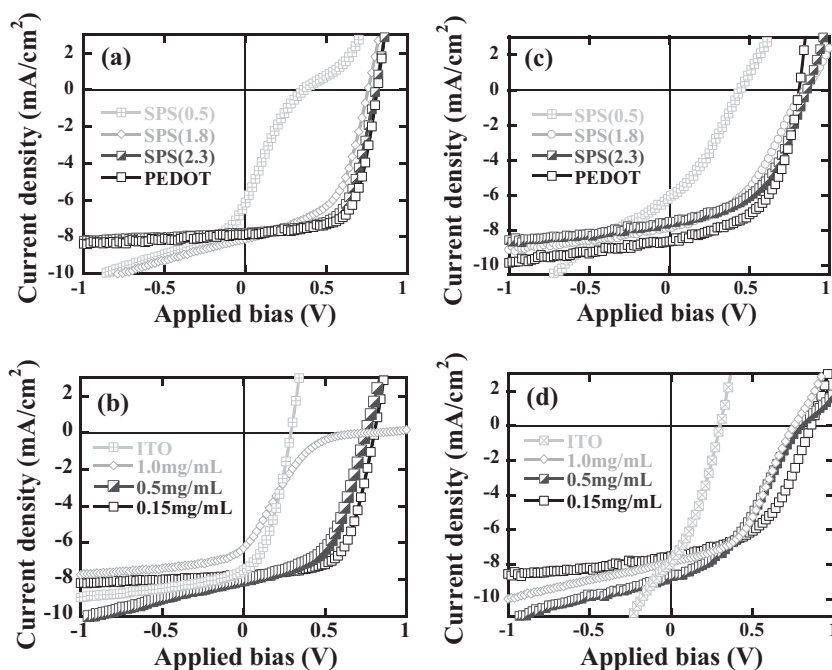 (a)
Current density (mA/cm²)
2
0
-2
-4
-6
-8
-10
SPS(0.5)
SPS(1.8)
SPS(2.3)
PEDOT
-1
-0.5
0
0.5
1
Applied bias (V)
(c)
Current density (mA/cm²)
2
0
-2
-4
-6
-8
-10
SPS(0.5)
SPS(1.8)
SPS(2.3)
PEDOT
-1
-0.5
0
0.5
1
Applied bias (V)
(b)
Current density (mA/cm²)
2
0
-2
-4
-6
-8
-10
ITO
1.0mg/mL
0.5mg/mL
0.15mg/mL
-1
-0.5
0
0.5
1
Applied bias (V)
(d)
Current density (mA/cm²)
2
0
-2
-4
-6
-8
-10
ITO
1.0mg/mL
0.5mg/mL
0.15mg/mL
-1
-0.5
0
0.5
1
Applied bias (V)